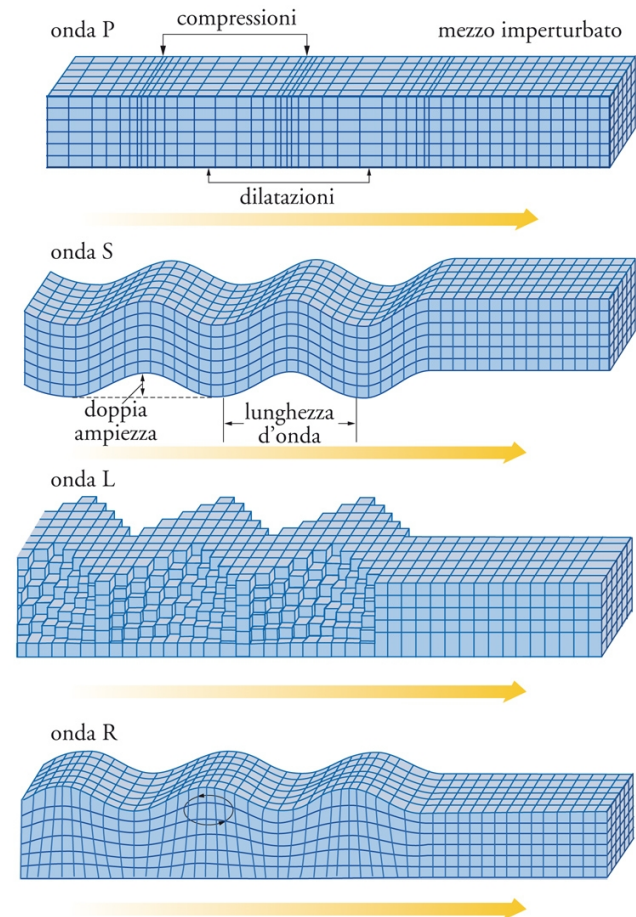 onda P
compressioni
mezzo imperturbato
dilatazioni
onda S
doppia
ampiezza
lunghezza
d'onda
onda L
onda R